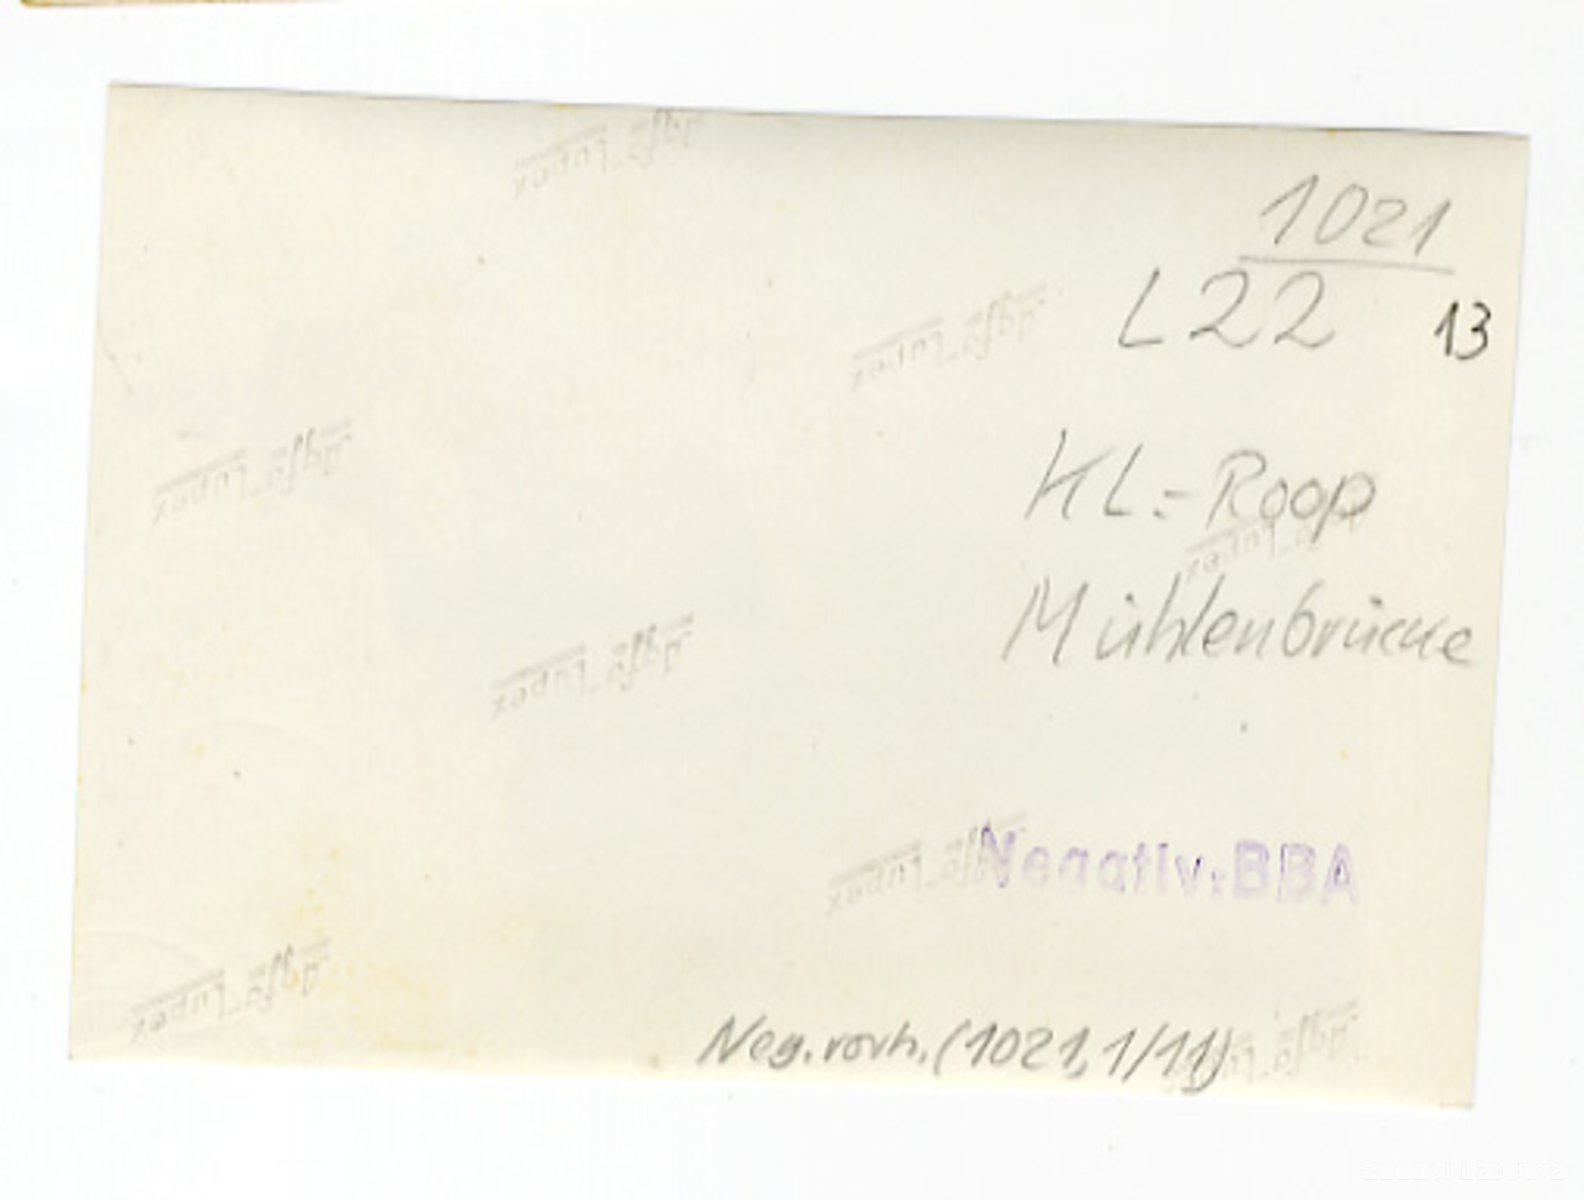 1021
L22 13
KL.-Roop
Mühlenbrücke
Negativ: BBA
Neg. vorh. (1021, 1/11)